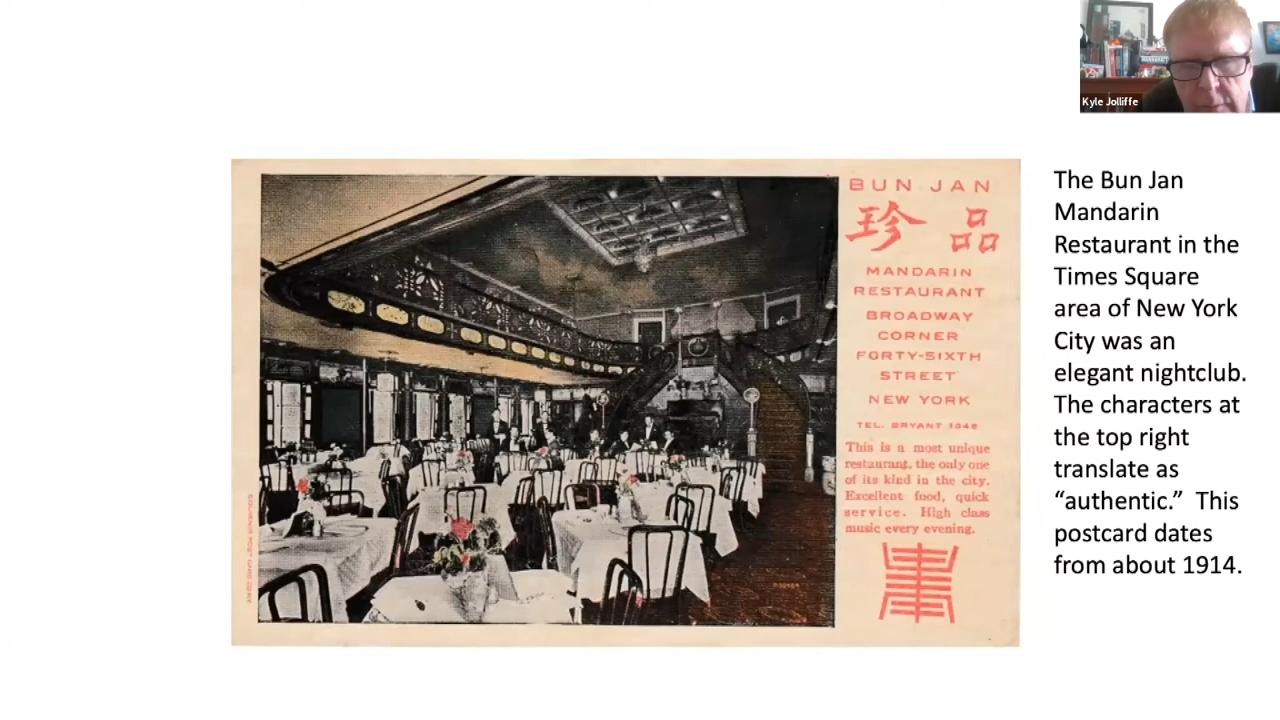 Kyle Jolliffe
BUN JAN
珍品
MANDARIN
RESTAURANT
BROADWAY
CORNER
FORTY-SIXTH
STREET
NEW YORK
TEL. BRYANT
This is a most unique
restaurant, the only one
of its kind in the city.
Excellent food, quick
service. High class
music every evening.
The Bun Jan
Mandarin
Restaurant in the
Times Square
area of New York
City was an
elegant nightclub.
The characters at
the top right
translate as
“authentic.” This
postcard dates
from about 1914.